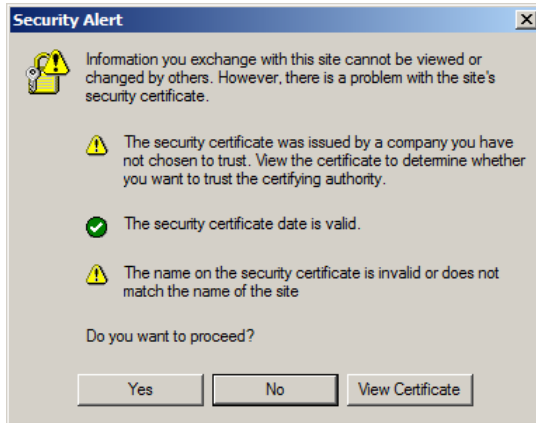 Security Alert
Information you exchange with this site cannot be viewed or
changed by others. However, there is a problem with the site's
security certificate.
The security certificate was issued by a company you have
not chosen to trust. View the certificate to determine whether
you want to trust the certifying authority.
The security certificate date is valid.
The name on the security certificate is invalid or does not
match the name of the site
Do you want to proceed?
Yes No View Certificate